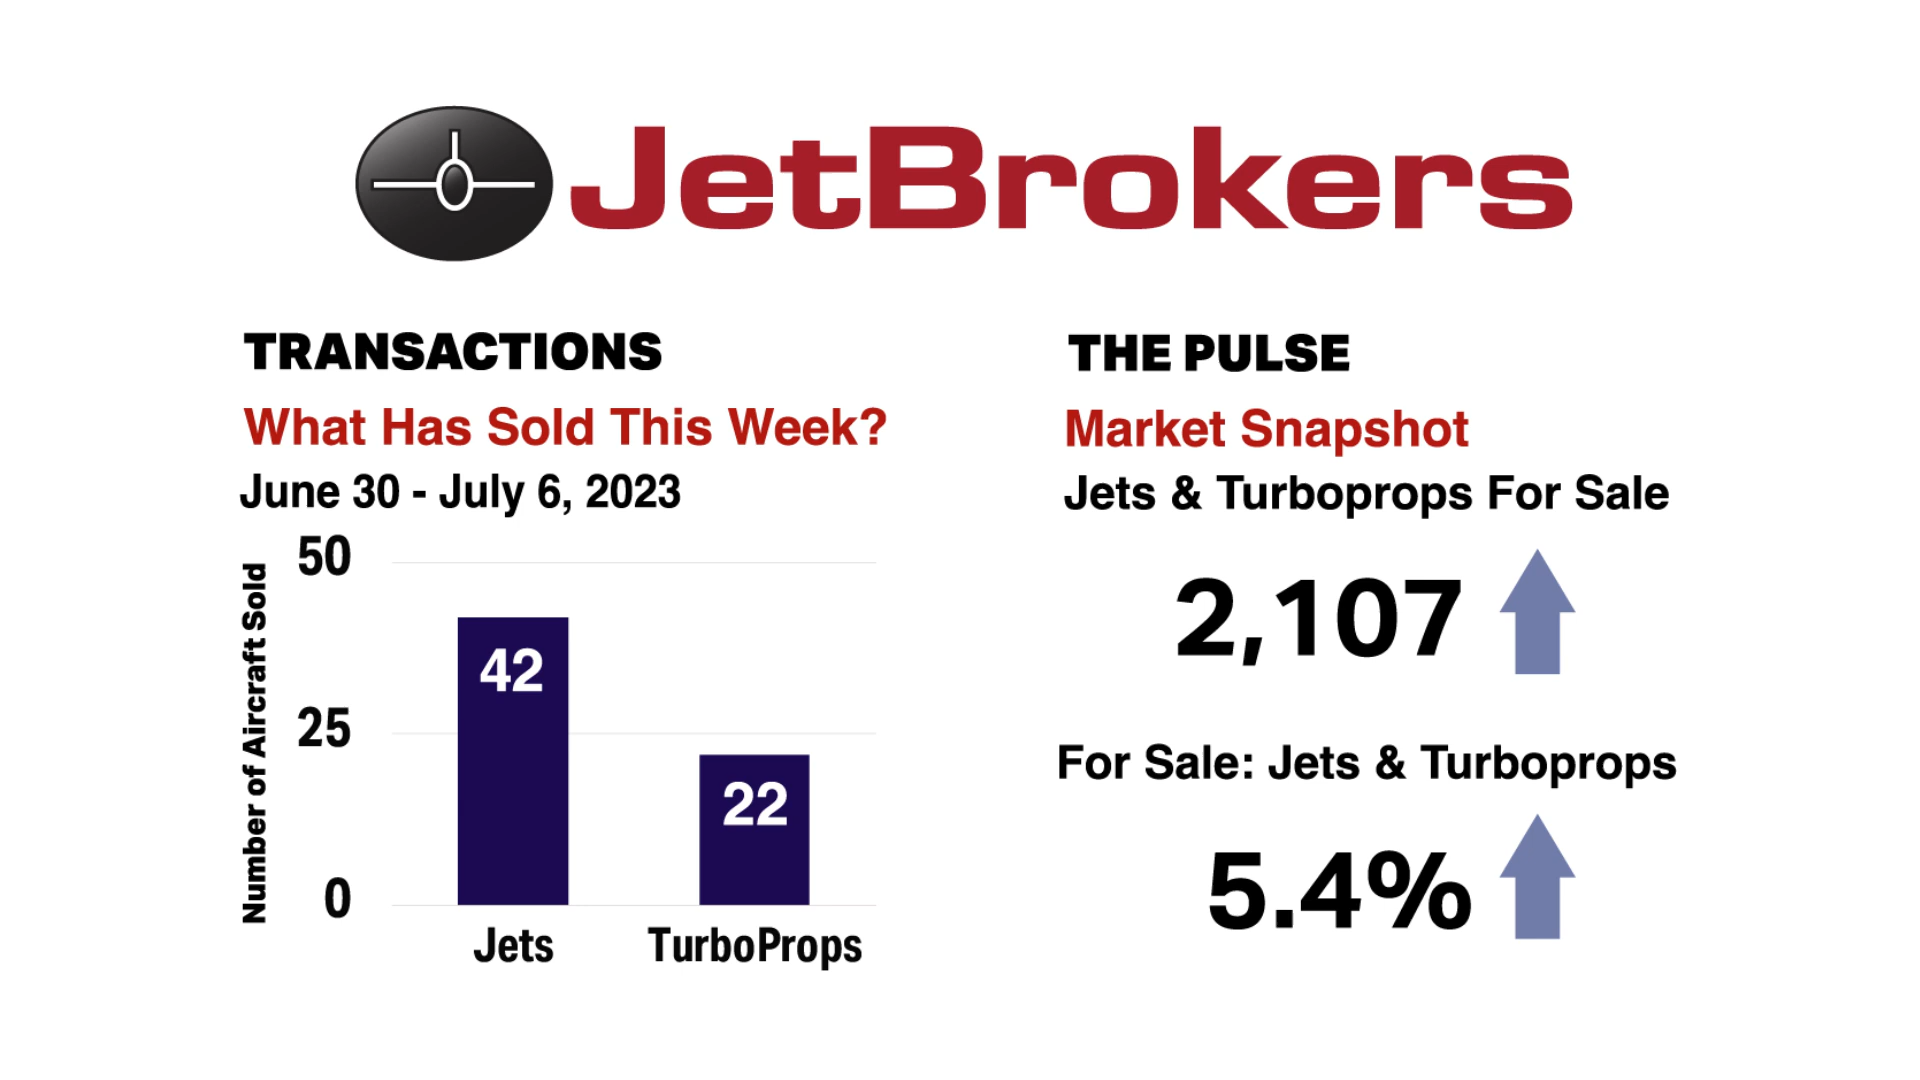 JetBrokers
TRANSACTIONS
What Has Sold This Week?
June 30 - July 6, 2023
Number of Aircraft Sold
50
25
0
42
22
Jets
TurboProps
THE PULSE
Market Snapshot
Jets & Turboprops For Sale
2,107
For Sale: Jets & Turboprops
5.4%